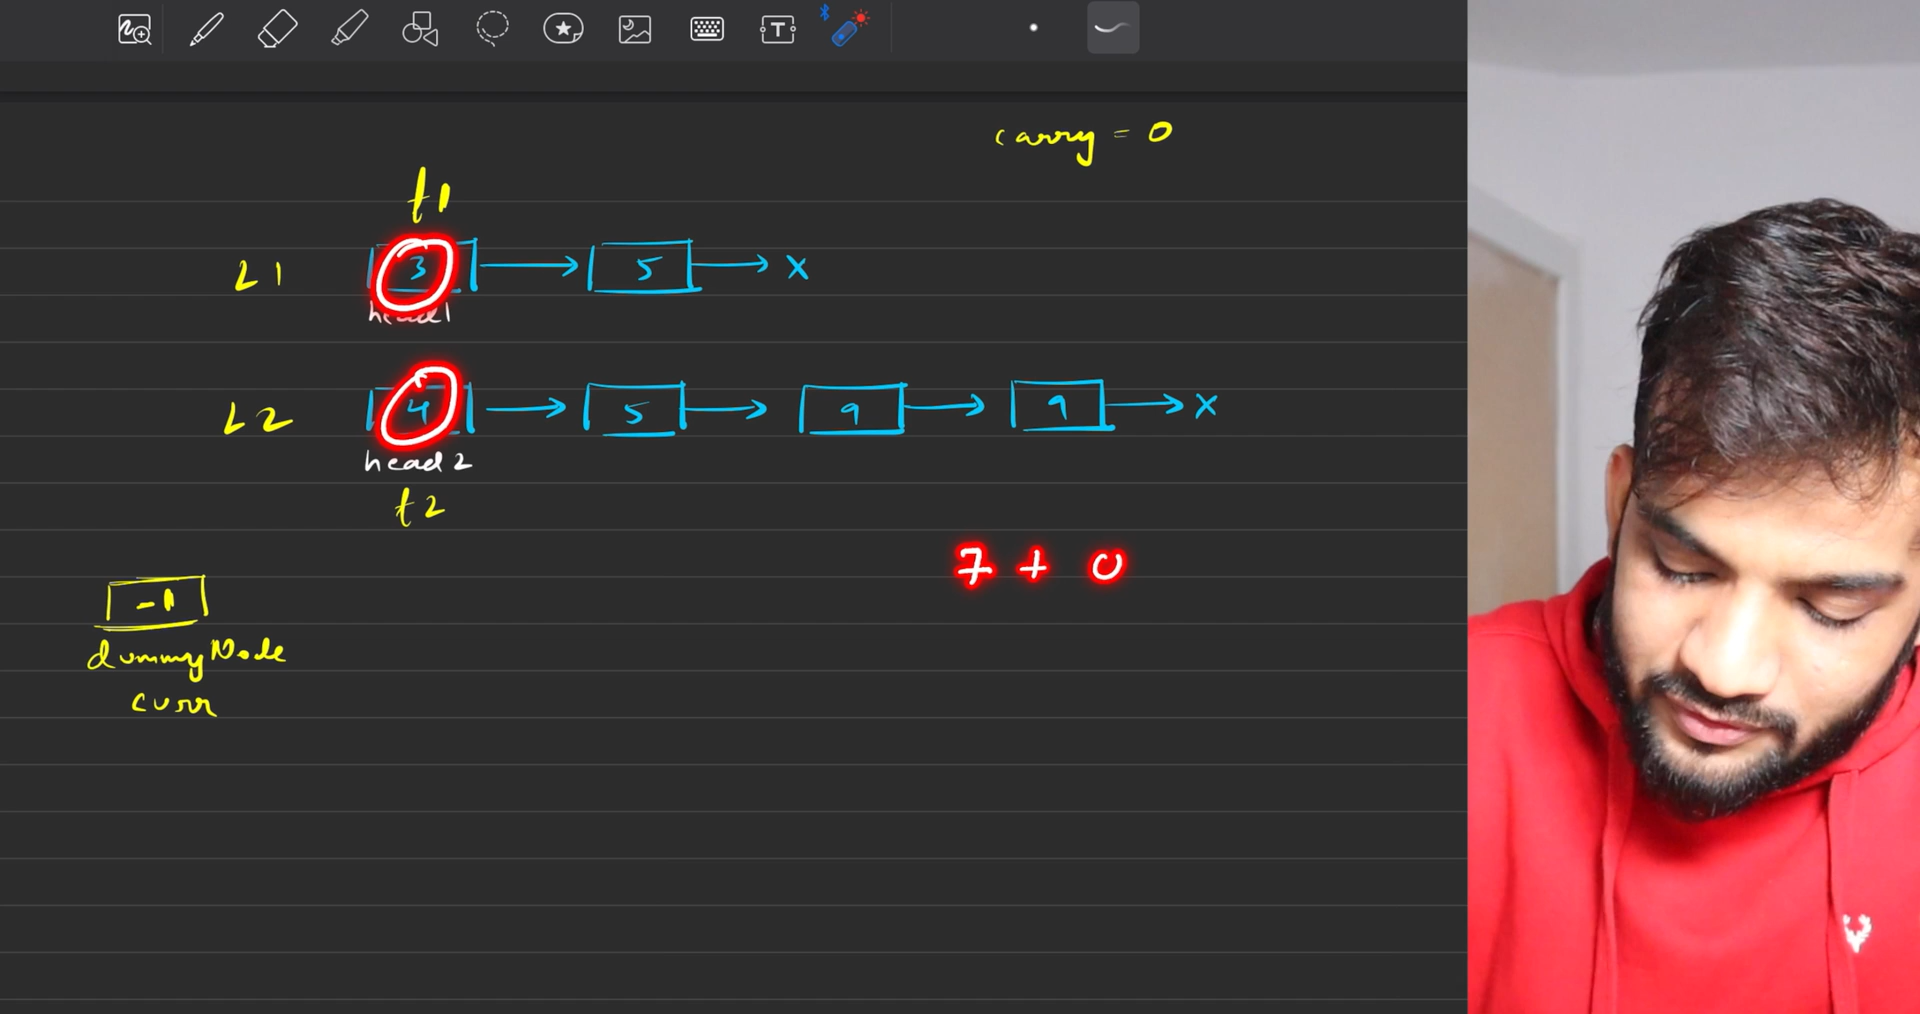 T
carry = 0
t1
L1 3 5 x
head1
L2 4 5 9 9 x
head2
t2
7 + 0
-1
dummyNode
curr